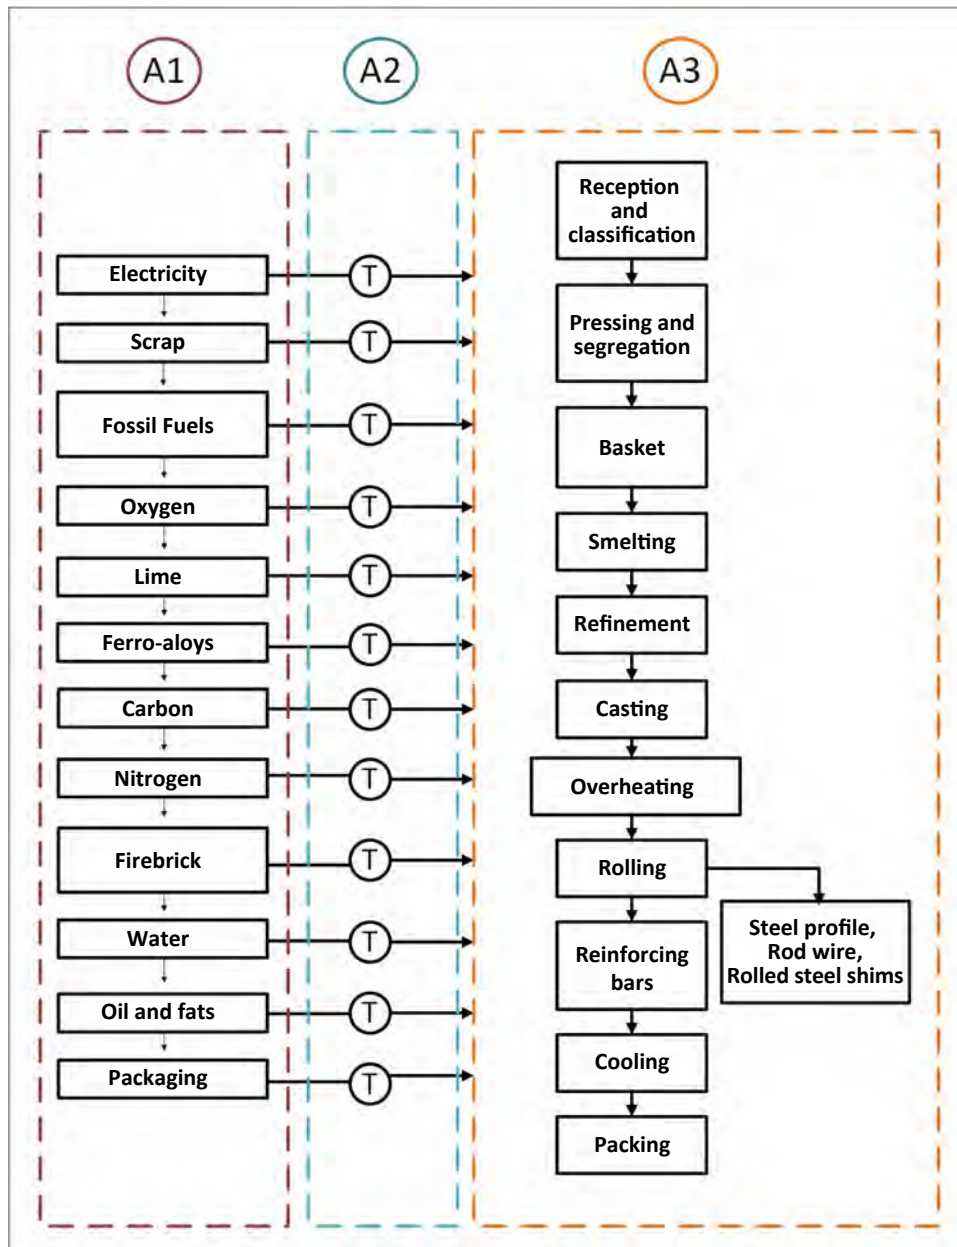 A1
A2
A3
Electricity
Scrap
Fossil Fuels
Oxygen
Lime
Ferro-aloys
Carbon
Nitrogen
Firebrick
Water
Oil and fats
Packaging
T
T
T
T
T
T
T
T
T
T
T
T
Reception
and
classification
Pressing and
segregation
Basket
Smelting
Refinement
Casting
Overheating
Rolling
Steel profile,
Rod wire,
Rolled steel shims
Reinforcing
bars
Cooling
Packing